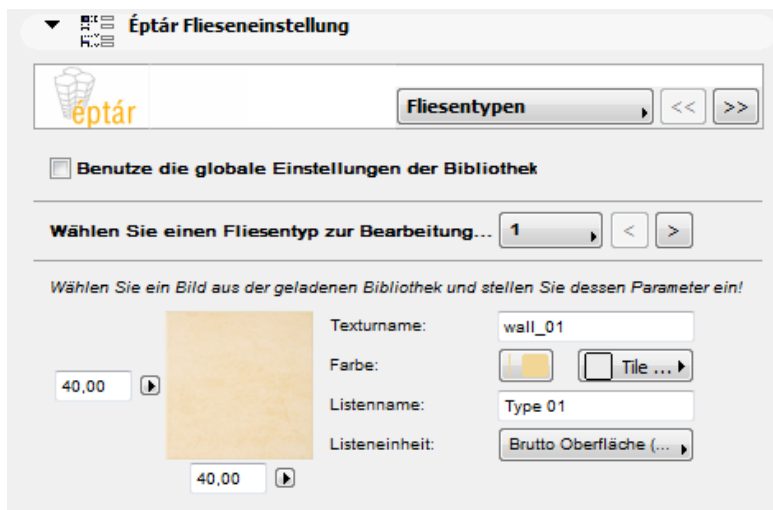 Éptár Flieseneinstellung
éptár
Fliesentypen << >>
Benutze die globale Einstellungen der Bibliothek
Wählen Sie einen Fliesentyp zur Bearbeitung... 1 < >
Wählen Sie ein Bild aus der geladenen Bibliothek und stellen Sie dessen Parameter ein!
Texturname: wall_01
Farbe: Tile ...
40,00
Listenname: Type 01
Listeneinheit: Brutto Oberfläche (...
40,00